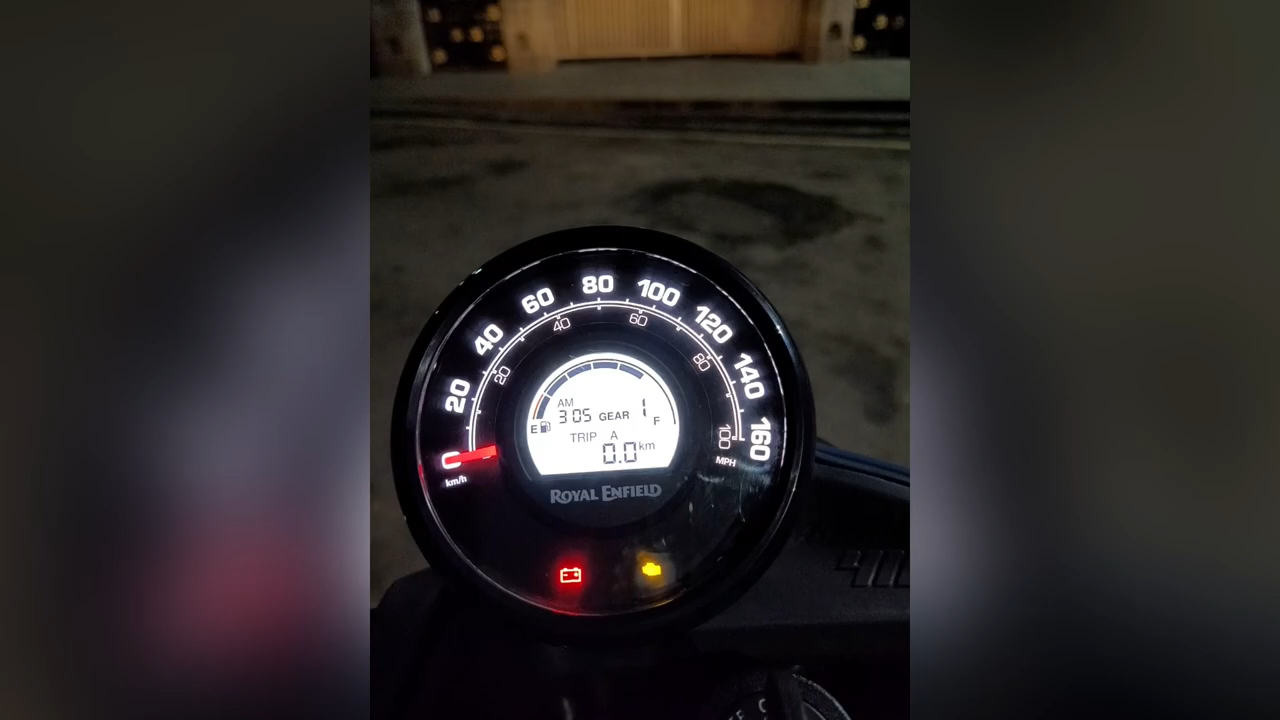 20 40 60 80 100 120 140 160
20 40 60 80 100
0
km/h
MPH
AM
3 05 GEAR 1
E F
TRIP A
0.0 km
ROYAL ENFIELD